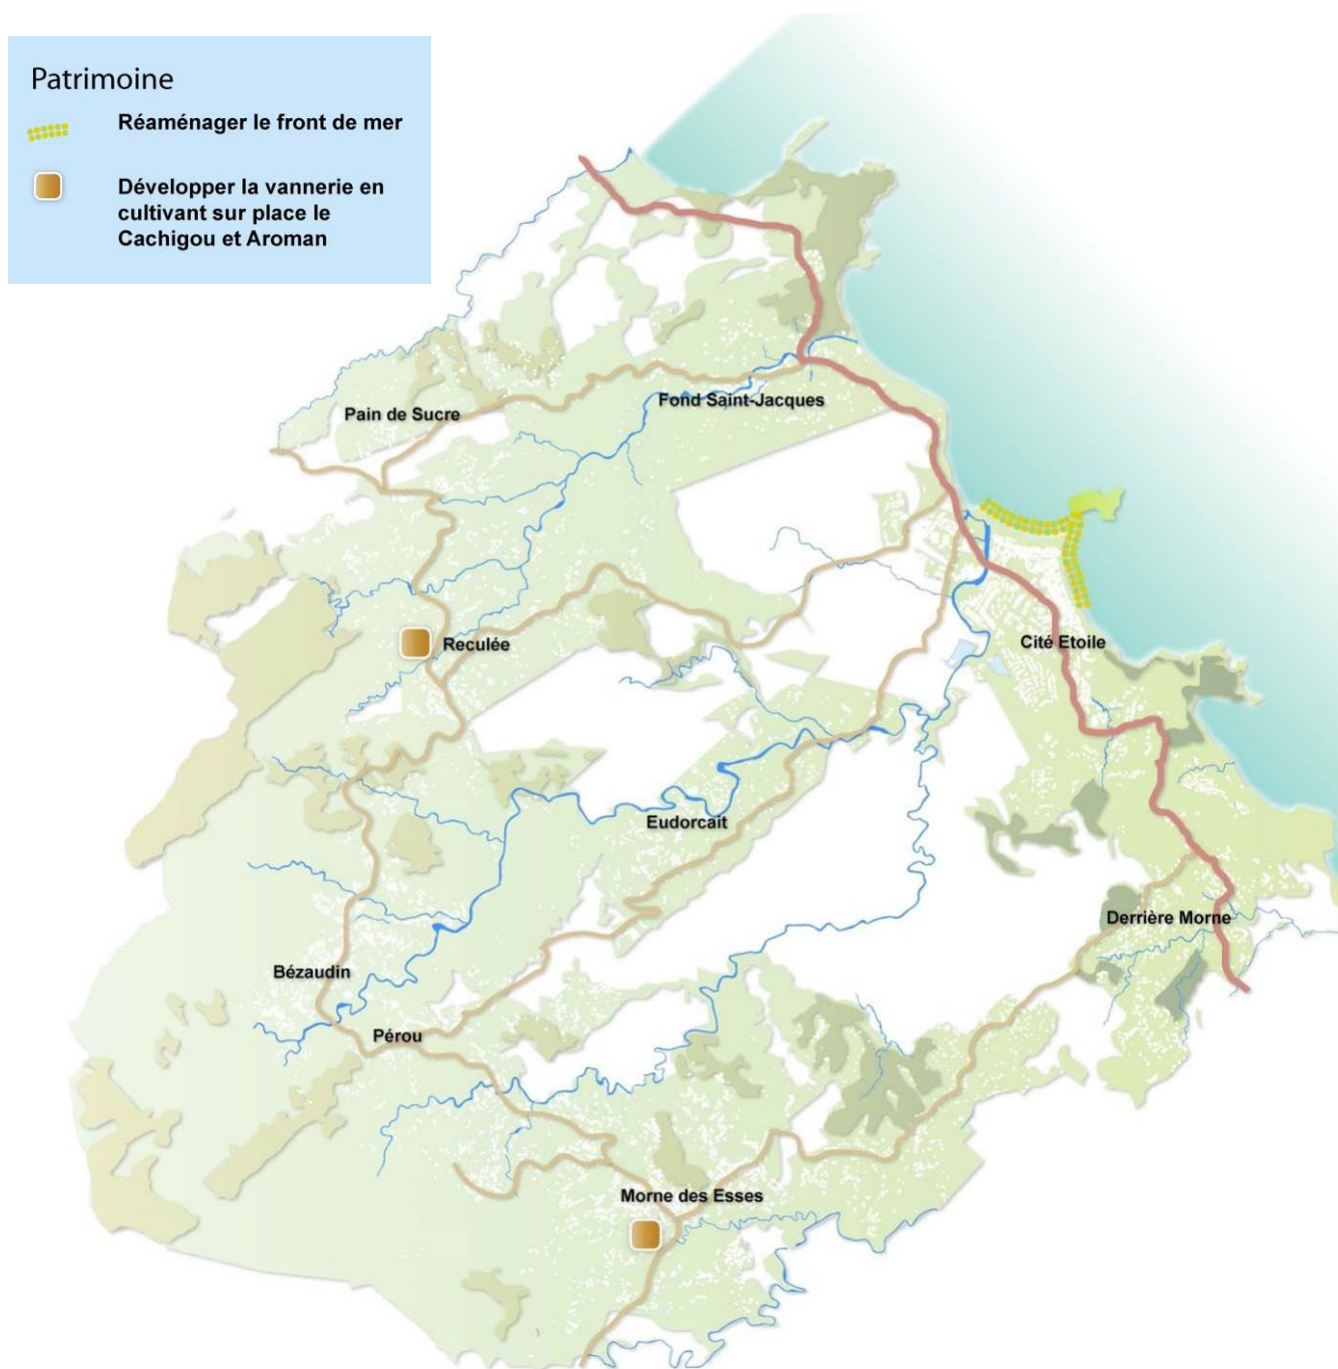 Patrimoine
Réaménager le front de mer
Développer la vannerie en
cultivant sur place le
Cachigou et Aroman
Pain de Sucre
Fond Saint-Jacques
Reculée
Cité Etoile
Eudorcait
Derrière Morne
Bézaudin
Pérou
Morne des Esses